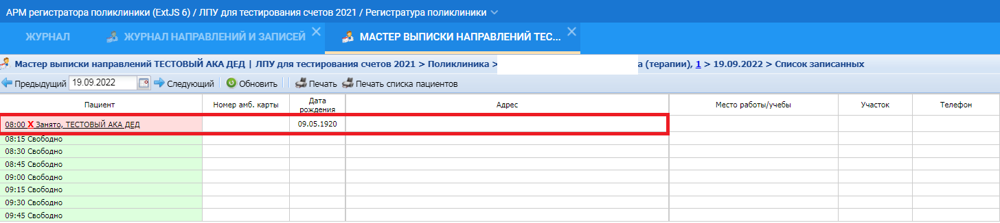 АРМ регистратора поликлиники (ExtJS 6) / ЛПУ для тестирования счетов 2021 / Регистратура поликлиники
ЖУРНАЛ ЖУРНАЛ НАПРАВЛЕНИЙ И ЗАПИСЕЙ МАСТЕР ВЫПИСКИ НАПРАВЛЕНИЙ ТЕС...
Мастер выписки направлений ТЕСТОВЫЙ АКА ДЕД | ЛПУ для тестирования счетов 2021 > Поликлиника > а (терапии), 1 > 19.09.2022 > Список записанных
Предыдущий 19.09.2022 Следующий Обновить Печать Печать списка пациентов
Пациент Номер амб. карты Дата рождения Адрес Место работы/учебы Участок Телефон
08:00 X Занято, ТЕСТОВЫЙ АКА ДЕД 09.05.1920
08:15 Свободно
08:30 Свободно
08:45 Свободно
09:00 Свободно
09:15 Свободно
09:30 Свободно
09:45 Свободно